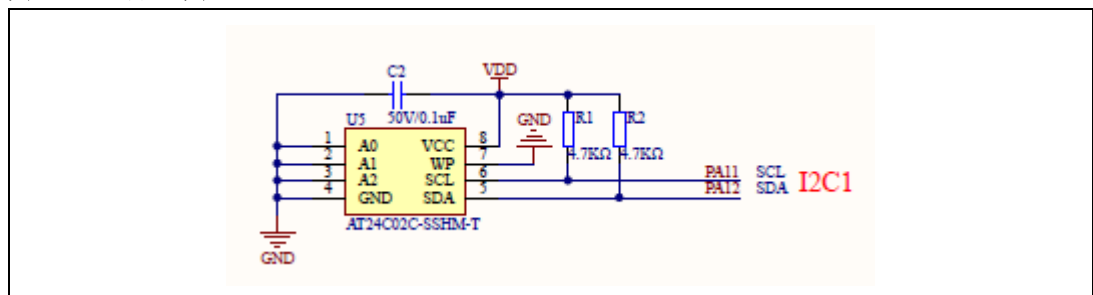 C2
VDD
U5
50V/0.1uF
GND
R1
R2
1
A0
VCC
8
2
A1
WP
7
4.7KΩ
4.7KΩ
3
A2
SCL
6
PA11
SCL
4
GND
SDA
5
PA12
SDA
I2C1
AT24C02C-SSHM-T
GND